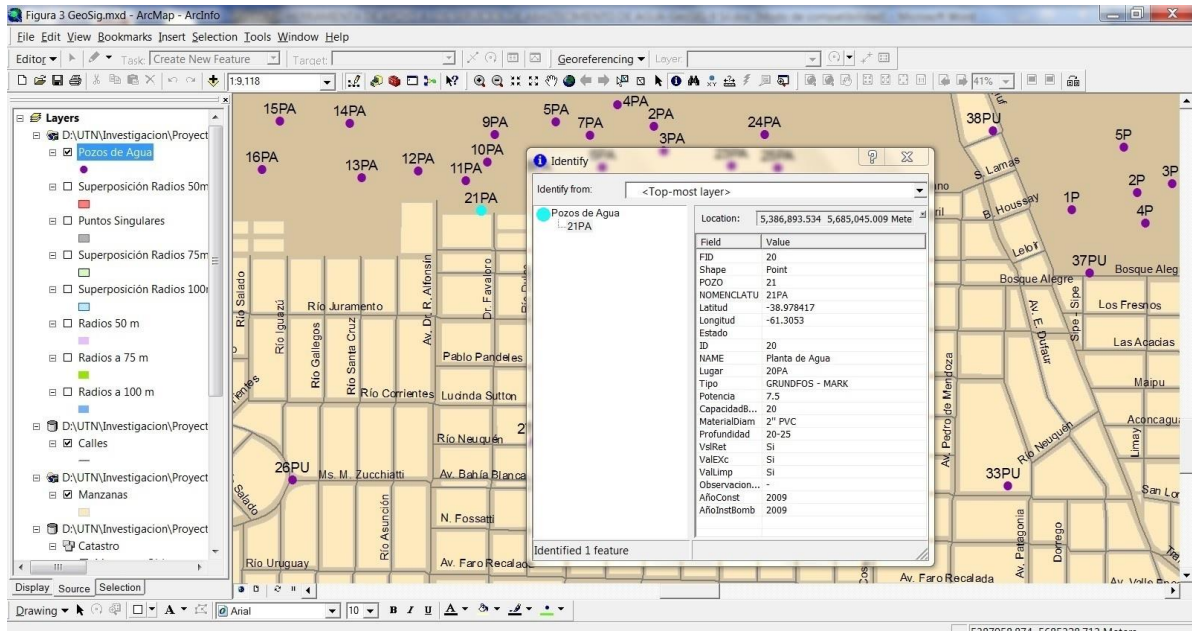 Figura 3 GeoSig.mxd - ArcMap - ArcInfo
File Edit View Bookmarks Insert Selection Tools Window Help
Editor Task: Create New Feature Target: Georeferencing Layer:
1:9.118 41%
Layers
D:\UTN\Investigacion\Proyect
Pozos de Agua
Superposición Radios 50m
Puntos Singulares
Superposición Radios 75m
Superposición Radios 100
Radios 50 m
Radios a 75 m
Radios a 100 m
D:\UTN\Investigacion\Proyect
Calles
D:\UTN\Investigacion\Proyect
Manzanas
D:\UTN\Investigacion\Proyect
Catastro
Display Source Selection
Drawing Arial 10 B I U A
15PA
14PA
9PA
5PA
7PA
4PA
2PA
3PA
24PA
16PA
13PA
12PA
11PA
10PA
21PA
38PU
5P
2P
3P
1P
4P
37PU
26PU
33PU
S. Lamas
B. Houssay
Leloir
Bosque Alegre
Bosque Aleg
Los Fresnos
Las Acacias
Maipu
Aconcagu
Limay
San Lor
Av. E. Dufaur
Sipe - Sipe
Av. Pedro de Mendoza
Río Neuquén
Av. Patagonia
Dorrego
Av. Faro Recalada
Río Salado
Río Iguazú
Río Juramento
Río Gallegos
Río Santa Cruz
Av. Dr. R. Alfonsín
Dr. Favaloro
Pablo Pandeles
Río Corrientes
Lucinda Sutton
Río Neuquén
Ms. M. Zucchiatti
Av. Bahía Blanca
Salado
Río Asunción
N. Fossatti
Río Uruguay
Av. Faro Recalad
Identify
Identify from: <Top-most layer>
Pozos de Agua
21PA
Location: 5,386,893.534 5,685,045.009 Mete
Field Value
FID 20
Shape Point
POZO 21
NOMENCLATU 21PA
Latitud -38.978417
Longitud -61.3053
Estado
ID 20
NAME Planta de Agua
Lugar 20PA
Tipo GRUNDFOS - MARK
Potencia 7.5
CapacidadB... 20
MaterialDiam 2" PVC
Profundidad 20-25
VslRet Si
ValEXc Si
ValLimp Si
Observacion... -
AñoConst 2009
AñoInstBomb 2009
Identified 1 feature